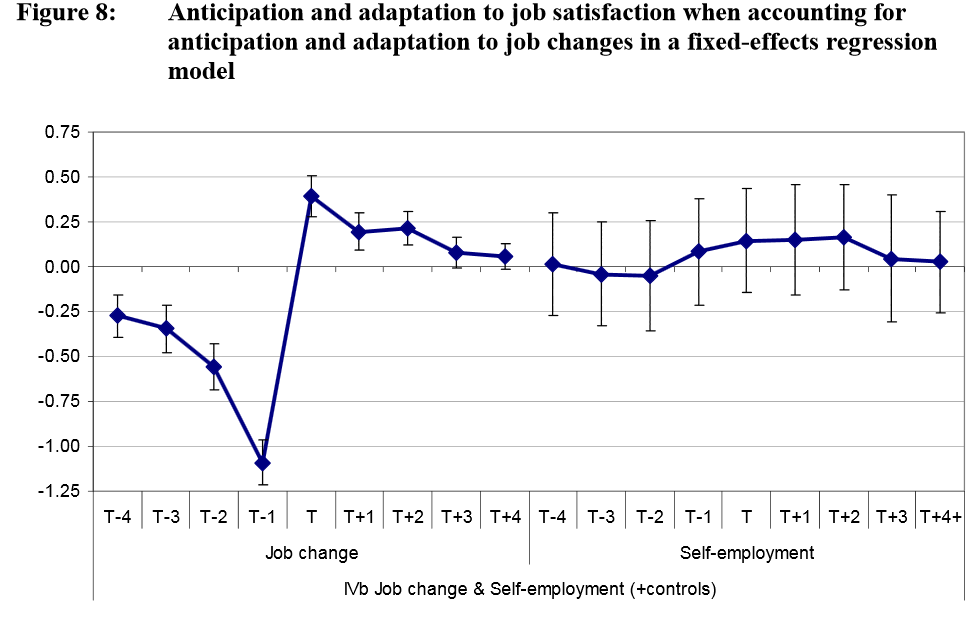 Figure 8: Anticipation and adaptation to job satisfaction when accounting for
anticipation and adaptation to job changes in a fixed-effects regression
model
0.75
0.50
0.25
0.00
-0.25
-0.50
-0.75
-1.00
-1.25
T-4 T-3 T-2 T-1 T T+1 T+2 T+3 T+4 T-4 T-3 T-2 T-1 T T+1 T+2 T+3 T+4+
Job change Self-employment
IVb Job change & Self-employment (+controls)